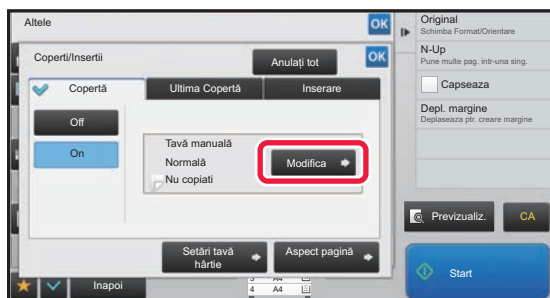 Altele
OK
Coperti/Insertii
Anulați tot
OK
Copertă
Ultima Copertă
Inserare
Off
On
Tavă manuală
Normală
Nu copiati
Modifica
Setări tavă
hârtie
Aspect pagină
Inapoi
3 A4
4 A4
Original
Schimba Format/Orientare
N-Up
Pune multe pag. intr-una sing.
Capseaza
Depl. margine
Deplaseaza ptr. creare margine
Previzualiz.
CA
Start